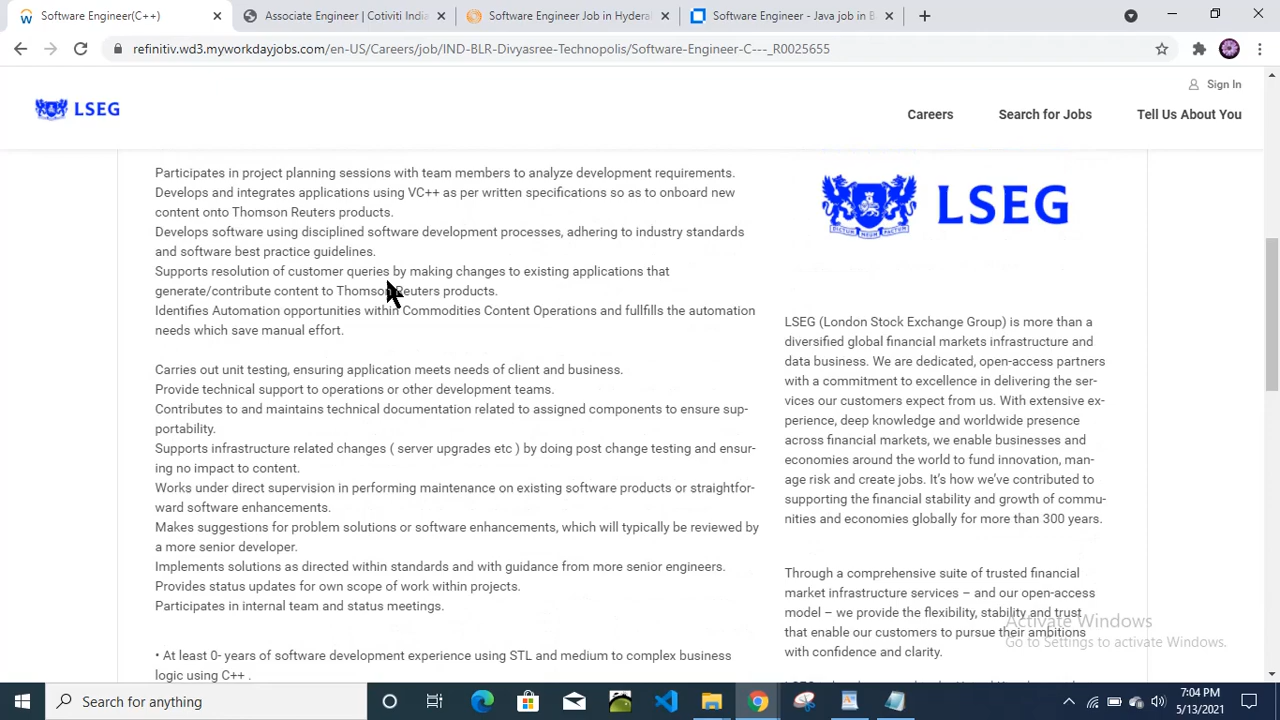 Software Engineer(C++)
Associate Engineer | Cotiviti Indi
Software Engineer Job in Hydera
Software Engineer - Java job in B
refinitiv.wd3.myworkdayjobs.com/en-US/Careers/job/IND-BLR-Divyasree-Technopolis/Software-Engineer-C---_R0025655
Sign In
LSEG
Careers
Search for Jobs
Tell Us About You
Participates in project planning sessions with team members to analyze development requirements.
Develops and integrates applications using VC++ as per written specifications so as to onboard new
content onto Thomson Reuters products.
Develops software using disciplined software development processes, adhering to industry standards
and software best practice guidelines.
Supports resolution of customer queries by making changes to existing applications that
generate/contribute content to Thomson Reuters products.
Identifies Automation opportunities within Commodities Content Operations and fullfills the automation
needs which save manual effort.
Carries out unit testing, ensuring application meets needs of client and business.
Provide technical support to operations or other development teams.
Contributes to and maintains technical documentation related to assigned components to ensure sup-
portability.
Supports infrastructure related changes ( server upgrades etc ) by doing post change testing and ensur-
ing no impact to content.
Works under direct supervision in performing maintenance on existing software products or straightfor-
ward software enhancements.
Makes suggestions for problem solutions or software enhancements, which will typically be reviewed by
a more senior developer.
Implements solutions as directed within standards and with guidance from more senior engineers.
Provides status updates for own scope of work within projects.
Participates in internal team and status meetings.
• At least 0- years of software development experience using STL and medium to complex business
logic using C++ .
LSEG
LSEG (London Stock Exchange Group) is more than a
diversified global financial markets infrastructure and
data business. We are dedicated, open-access partners
with a commitment to excellence in delivering the ser-
vices our customers expect from us. With extensive ex-
perience, deep knowledge and worldwide presence
across financial markets, we enable businesses and
economies around the world to fund innovation, man-
age risk and create jobs. It's how we've contributed to
supporting the financial stability and growth of commu-
nities and economies globally for more than 300 years.
Through a comprehensive suite of trusted financial
market infrastructure services – and our open-access
model – we provide the flexibility, stability and trust
that enable our customers to pursue their ambitions
with confidence and clarity.
Activate Windows
Go to Settings to activate Windows.
Search for anything
7:04 PM
5/13/2021